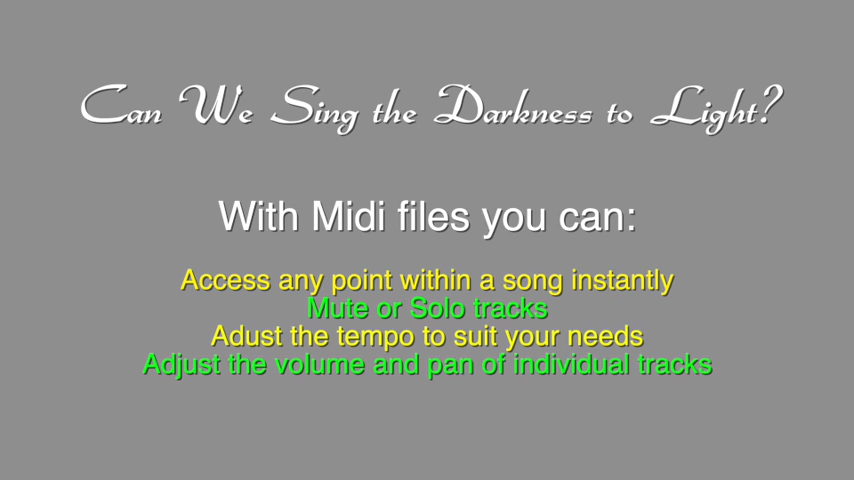 Can We Sing the Darkness to Light?
With Midi files you can:
Access any point within a song instantly
Mute or Solo tracks
Adust the tempo to suit your needs
Adjust the volume and pan of individual tracks